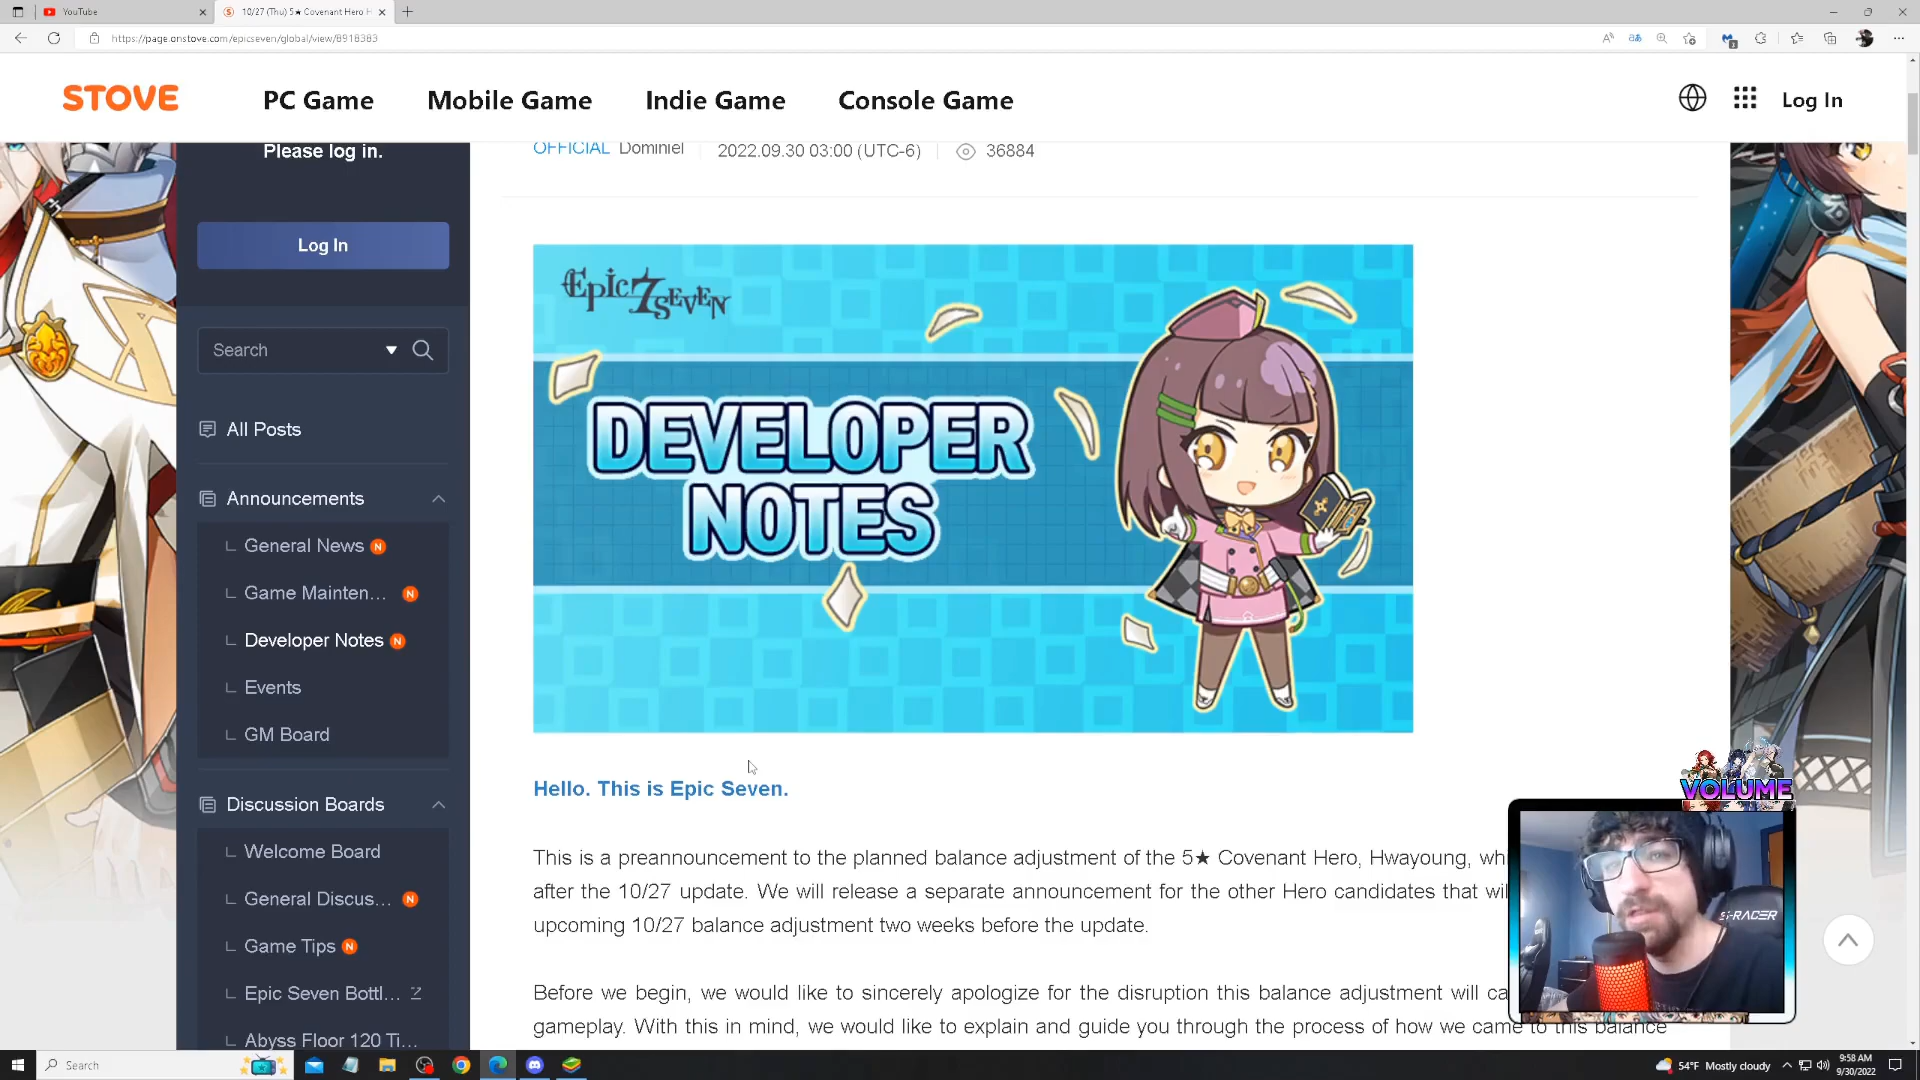 YouTube
10/27 (Thu) 5★ Covenant Hero H
https://page.onstove.com/epicseven/global/view/8918383
STOVE
PC Game
Mobile Game
Indie Game
Console Game
Log In
Please log in.
OFFICIAL Dominiel
2022.09.30 03:00 (UTC-6)
36884
Log In
Search
All Posts
Announcements
General News N
Game Mainten... N
Developer Notes N
Events
GM Board
Discussion Boards
Welcome Board
General Discus... N
Game Tips N
Epic Seven Bottl...
Abyss Floor 120 Ti...
Epic 7 Seven
DEVELOPER
NOTES
Hello. This is Epic Seven.
This is a preannouncement to the planned balance adjustment of the 5★ Covenant Hero, Hwayoung, whi
after the 10/27 update. We will release a separate announcement for the other Hero candidates that wil
upcoming 10/27 balance adjustment two weeks before the update.
Before we begin, we would like to sincerely apologize for the disruption this balance adjustment will ca
gameplay. With this in mind, we would like to explain and guide you through the process of how we came to this balance
VOLUME
S-RACER
Search
54°F Mostly cloudy
9:58 AM
9/30/2022